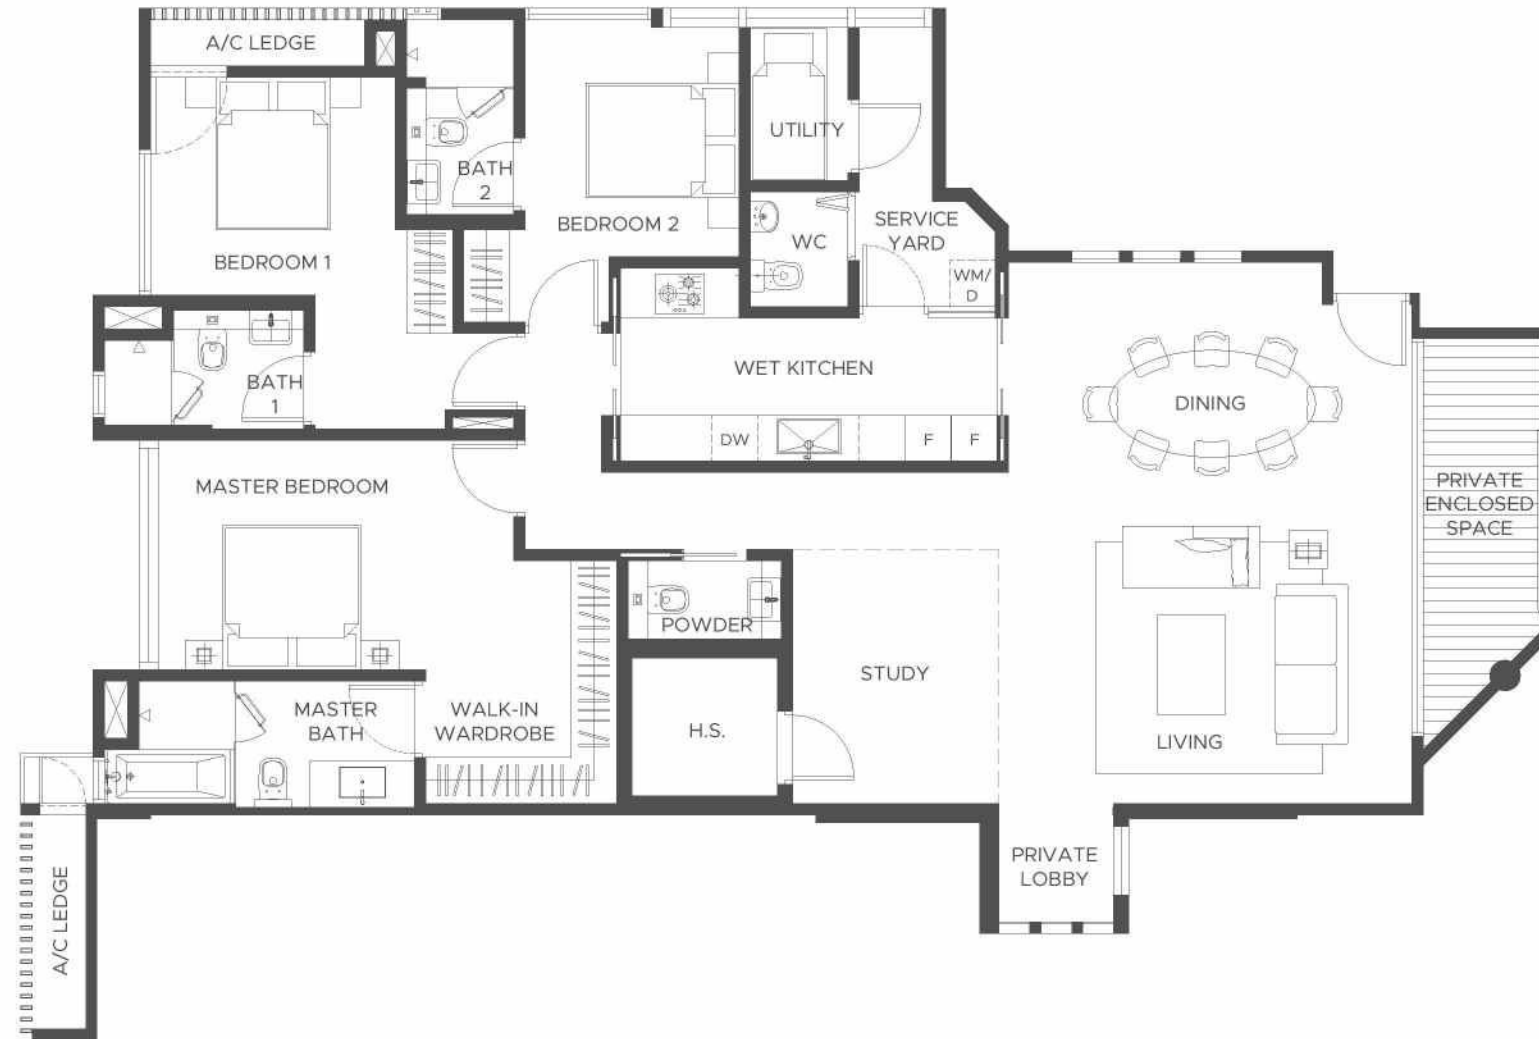 A/C LEDGE
UTILITY
BATH
2
BEDROOM 2
SERVICE
YARD
WC
BEDROOM 1
WM/
D
WET KITCHEN
BATH
1
DINING
DW
F
F
MASTER BEDROOM
PRIVATE
ENCLOSED
SPACE
POWDER
STUDY
MASTER
BATH
WALK-IN
WARDROBE
H.S.
LIVING
PRIVATE
LOBBY
A/C LEDGE